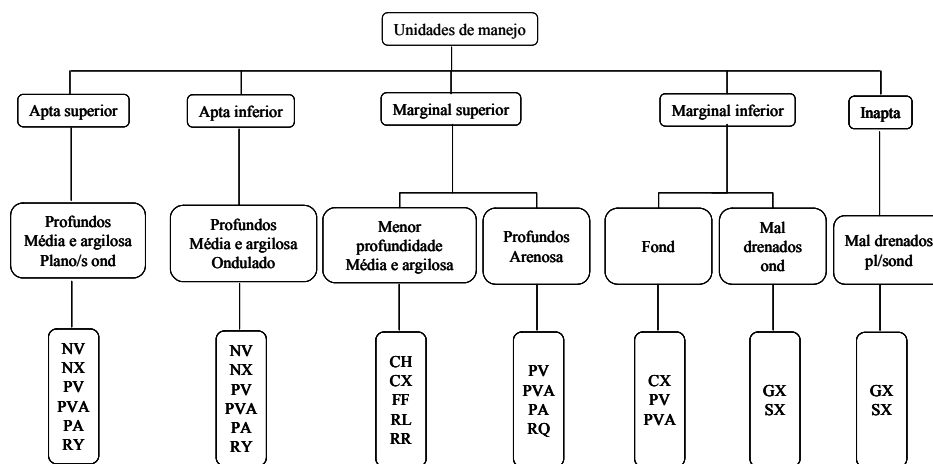 Unidades de manejo
Apta superior
Apta inferior
Marginal superior
Marginal inferior
Inapta
Profundos
Média e argilosa
Plano/s ond
Profundos
Média e argilosa
Ondulado
Menor
profundidade
Média e argilosa
Profundos
Arenosa
Fond
Mal
drenados
ond
Mal drenados
pl/sond
NV
NX
PV
PVA
PA
RY
NV
NX
PV
PVA
PA
RY
CH
CX
FF
RL
RR
PV
PVA
PA
RQ
CX
PV
PVA
GX
SX
GX
SX